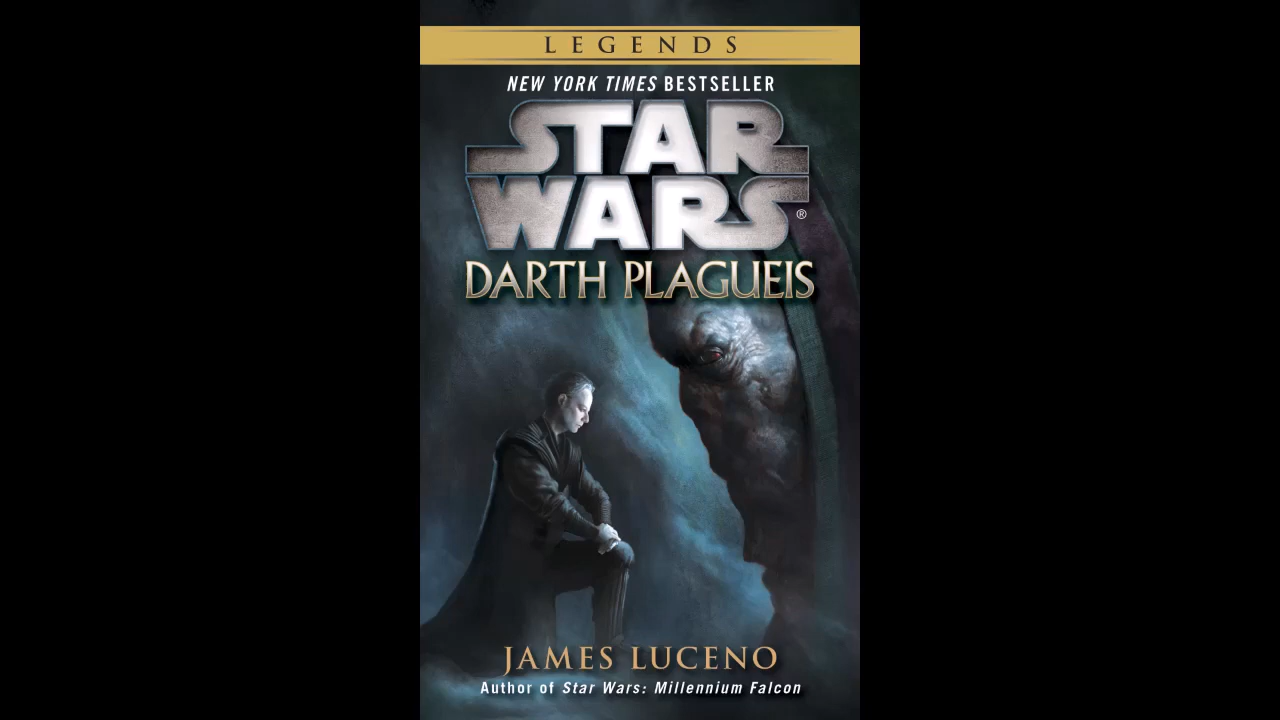 LEGENDS
NEW YORK TIMES BESTSELLER
STAR
WARS®
DARTH PLAGUEIS
JAMES LUCENO
Author of Star Wars: Millennium Falcon